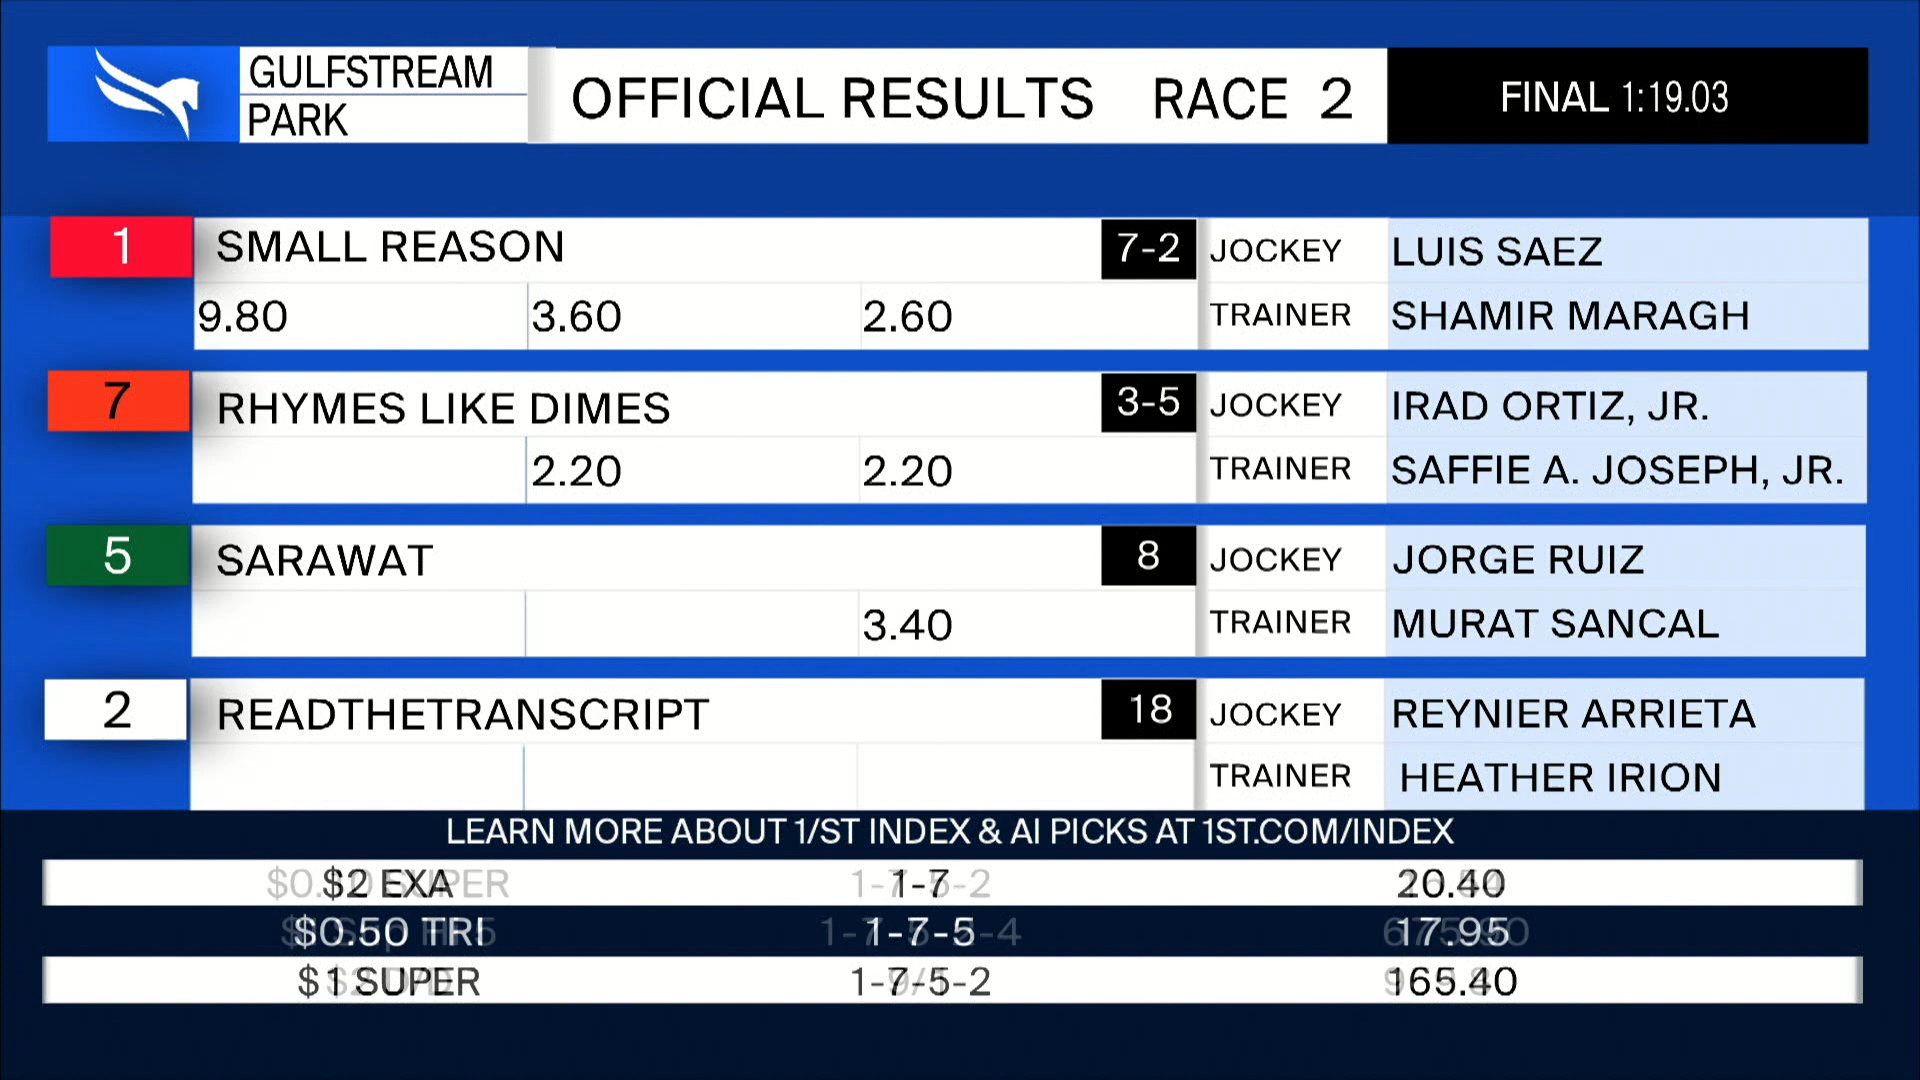 GULFSTREAM
PARK
OFFICIAL RESULTS RACE 2
FINAL 1:19.03
1 SMALL REASON 7-2 JOCKEY LUIS SAEZ
9.80 3.60 2.60 TRAINER SHAMIR MARAGH
7 RHYMES LIKE DIMES 3-5 JOCKEY IRAD ORTIZ, JR.
2.20 2.20 TRAINER SAFFIE A. JOSEPH, JR.
5 SARAWAT 8 JOCKEY JORGE RUIZ
3.40 TRAINER MURAT SANCAL
2 READTHETRANSCRIPT 18 JOCKEY REYNIER ARRIETA
TRAINER HEATHER IRION
LEARN MORE ABOUT 1/ST INDEX & AI PICKS AT 1ST.COM/INDEX
$2 EXA 1-7 20.40
$0.50 TRI 1-7-5 17.95
$1 SUPER 1-7-5-2 165.40